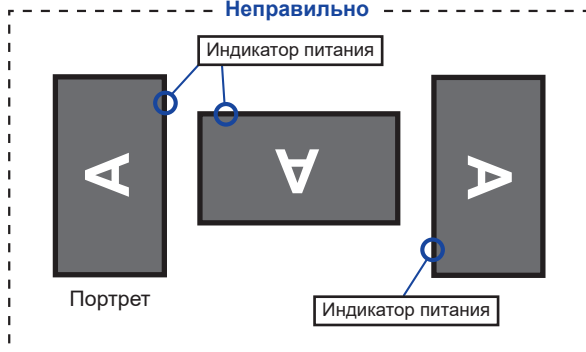 Неправильно
Индикатор питания
A
A
A
Индикатор питания
Портрет